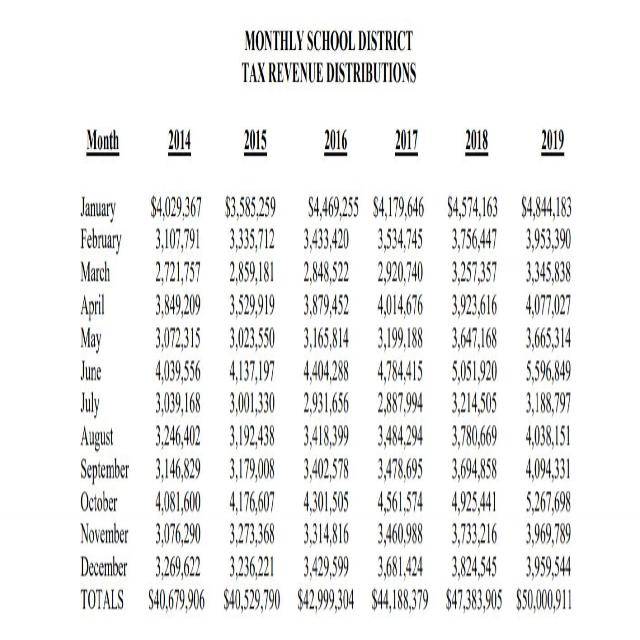 MONTHLY SCHOOL DISTRICT
TAX REVENUE DISTRIBUTIONS
Month 2014 2015 2016 2017 2018 2019
January $4,029,367 $3,585,259 $4,469,255 $4,179,646 $4,574,163 $4,844,183
February 3,107,791 3,335,712 3,433,420 3,534,745 3,756,447 3,953,390
March 2,721,757 2,859,181 2,848,522 2,920,740 3,257,357 3,345,838
April 3,849,209 3,529,919 3,879,452 4,014,676 3,923,616 4,077,027
May 3,072,315 3,023,550 3,165,814 3,199,188 3,647,168 3,665,314
June 4,039,556 4,137,197 4,404,288 4,784,415 5,051,920 5,596,849
July 3,039,168 3,001,330 2,931,656 2,887,994 3,214,505 3,188,797
August 3,246,402 3,192,438 3,418,399 3,484,294 3,780,669 4,038,151
September 3,146,829 3,179,008 3,402,578 3,478,695 3,694,858 4,094,331
October 4,081,600 4,176,607 4,301,505 4,561,574 4,925,441 5,267,698
November 3,076,290 3,273,368 3,314,816 3,460,988 3,733,216 3,969,789
December 3,269,622 3,236,221 3,429,599 3,681,424 3,824,545 3,959,544
TOTALS $40,679,906 $40,529,790 $42,999,304 $44,188,379 $47,383,905 $50,000,911